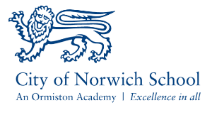 City of Norwich School
An Ormiston Academy | Excellence in all